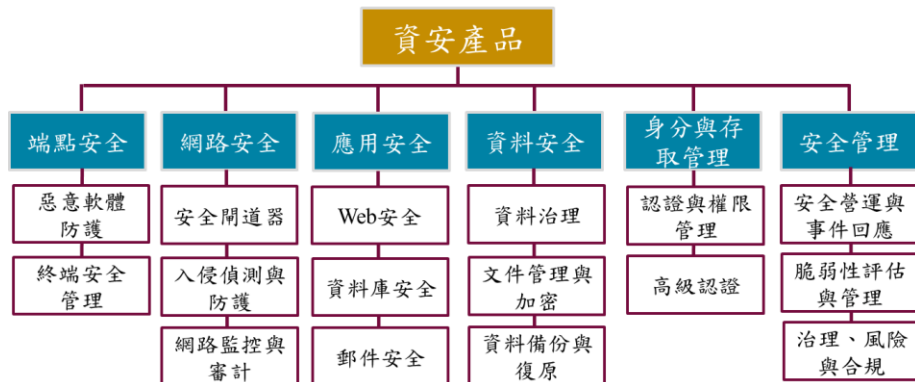 資安產品
端點安全
惡意軟體
防護
終端安全
管理
網路安全
安全閘道器
入侵偵測與
防護
網路監控與
審計
應用安全
Web安全
資料庫安全
郵件安全
資料安全
資料治理
文件管理與
加密
資料備份與
復原
身分與存
取管理
認證與權限
管理
高級認證
安全管理
安全營運與
事件回應
脆弱性評估
與管理
治理、風險
與合規